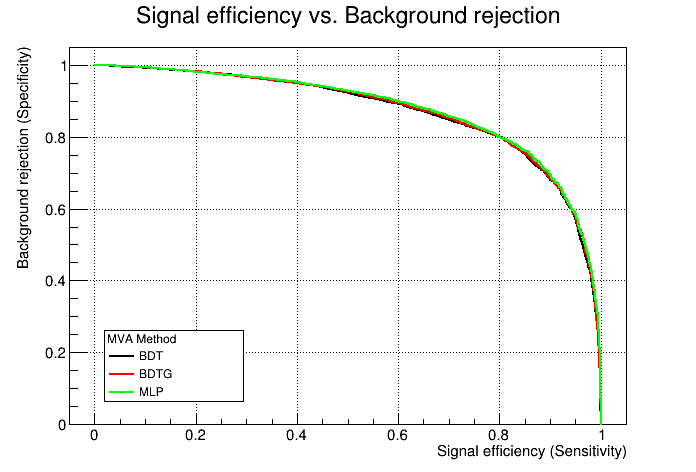 Signal efficiency vs. Background rejection
Background rejection (Specificity)
1
0.8
0.6
0.4
0.2
0
MVA Method
BDT
BDTG
MLP
0 0.2 0.4 0.6 0.8 1
Signal efficiency (Sensitivity)